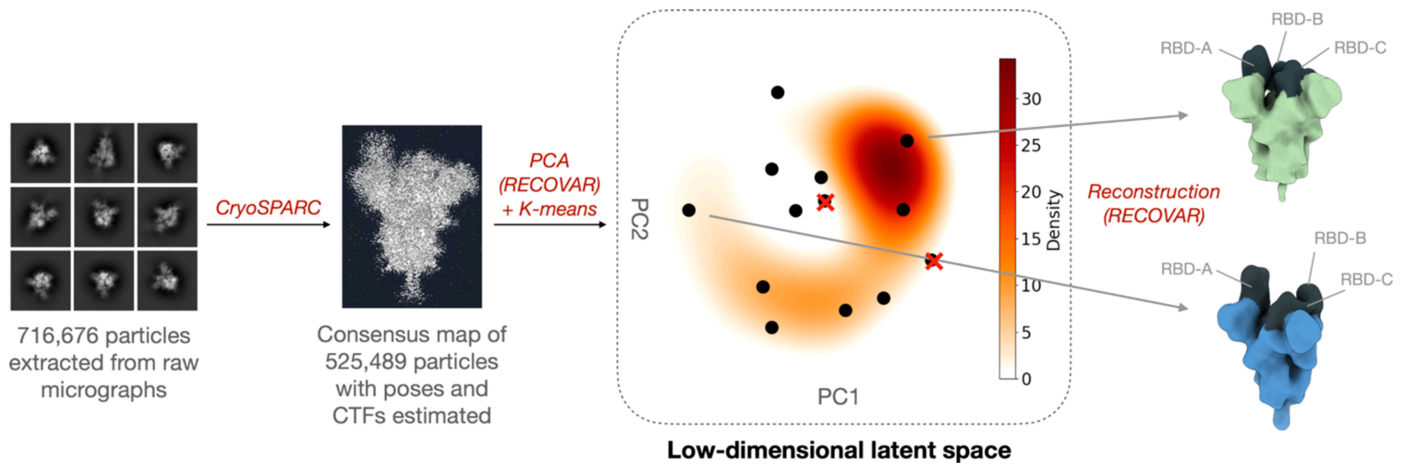 716,676 particles
extracted from raw
micrographs
CryoSPARC
Consensus map of
525,489 particles
with poses and
CTFs estimated
PCA
(RECOVAR)
+ K-means
PC2
PC1
30
25
20
15
10
5
0
Density
Low-dimensional latent space
Reconstruction
(RECOVAR)
RBD-B
RBD-A
RBD-C
RBD-B
RBD-A
RBD-C